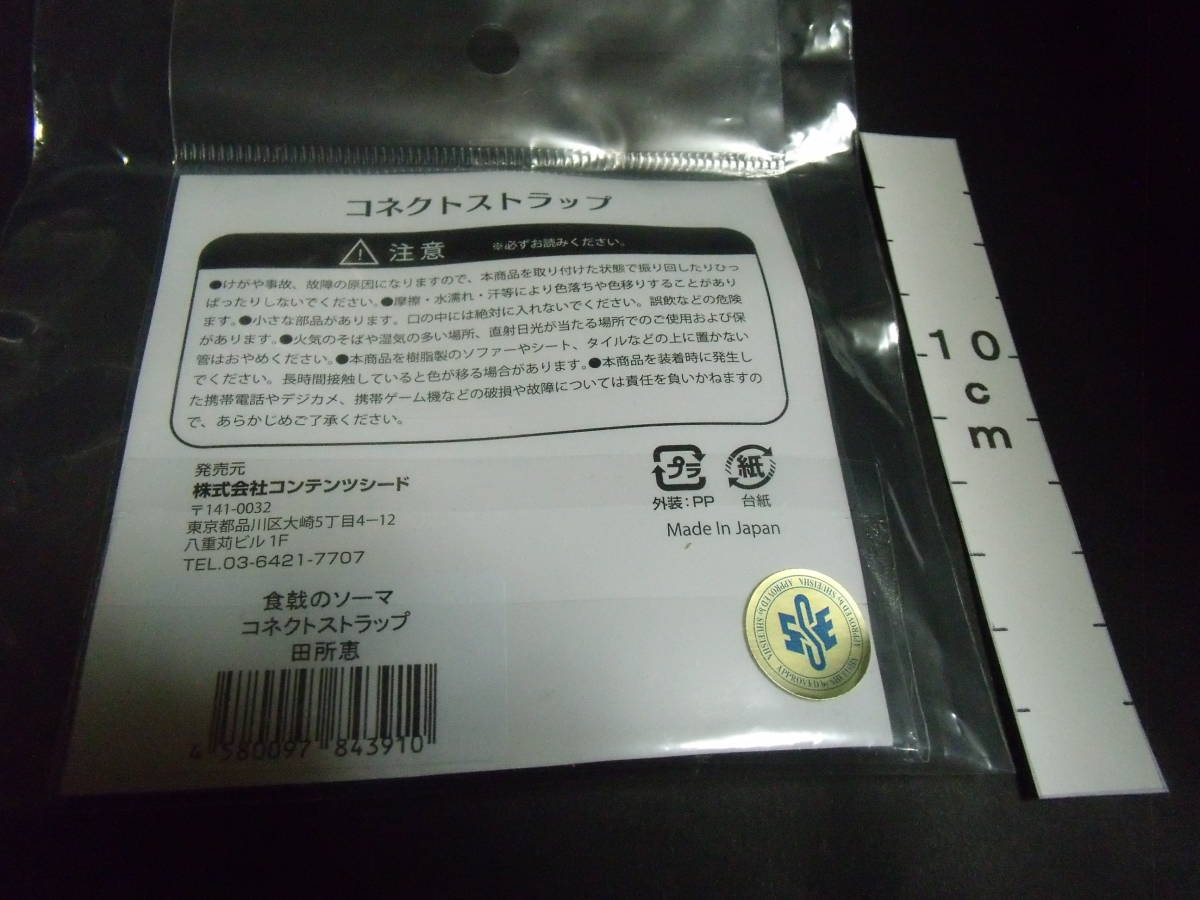 コネクトストラップ
注意 ※必ずお読みください。
●けがや事故、故障の原因になりますので、本商品を取り付けた状態で振り回したりひっ
ぱったりしないでください。●摩擦・水濡れ・汗等により色落ちや色移りすることがあり
ます。●小さな部品があります。口の中には絶対に入れないでください。誤飲などの危険
があります。●火気のそばや湿気の多い場所、直射日光が当たる場所でのご使用および保
管はおやめください。●本商品を樹脂製のソファーやシート、タイルなどの上に置かない
でください。長時間接触していると色が移る場合があります。●本商品を装着時に発生し
た携帯電話やデジカメ、携帯ゲーム機などの破損や故障については責任を負いかねますの
で、あらかじめご了承ください。
発売元
株式会社コンテンツシード
〒141-0032
東京都品川区大崎5丁目4−12
八重苅ビル1F
TEL.03-6421-7707
プラ 紙
外装：PP 台紙
Made In Japan
食戟のソーマ
コネクトストラップ
田所恵
4 580097 843910
APPROVED by SHUEISHA APPROVED by SHUEISHA APPROVED by SHUEISHA
10
c
m